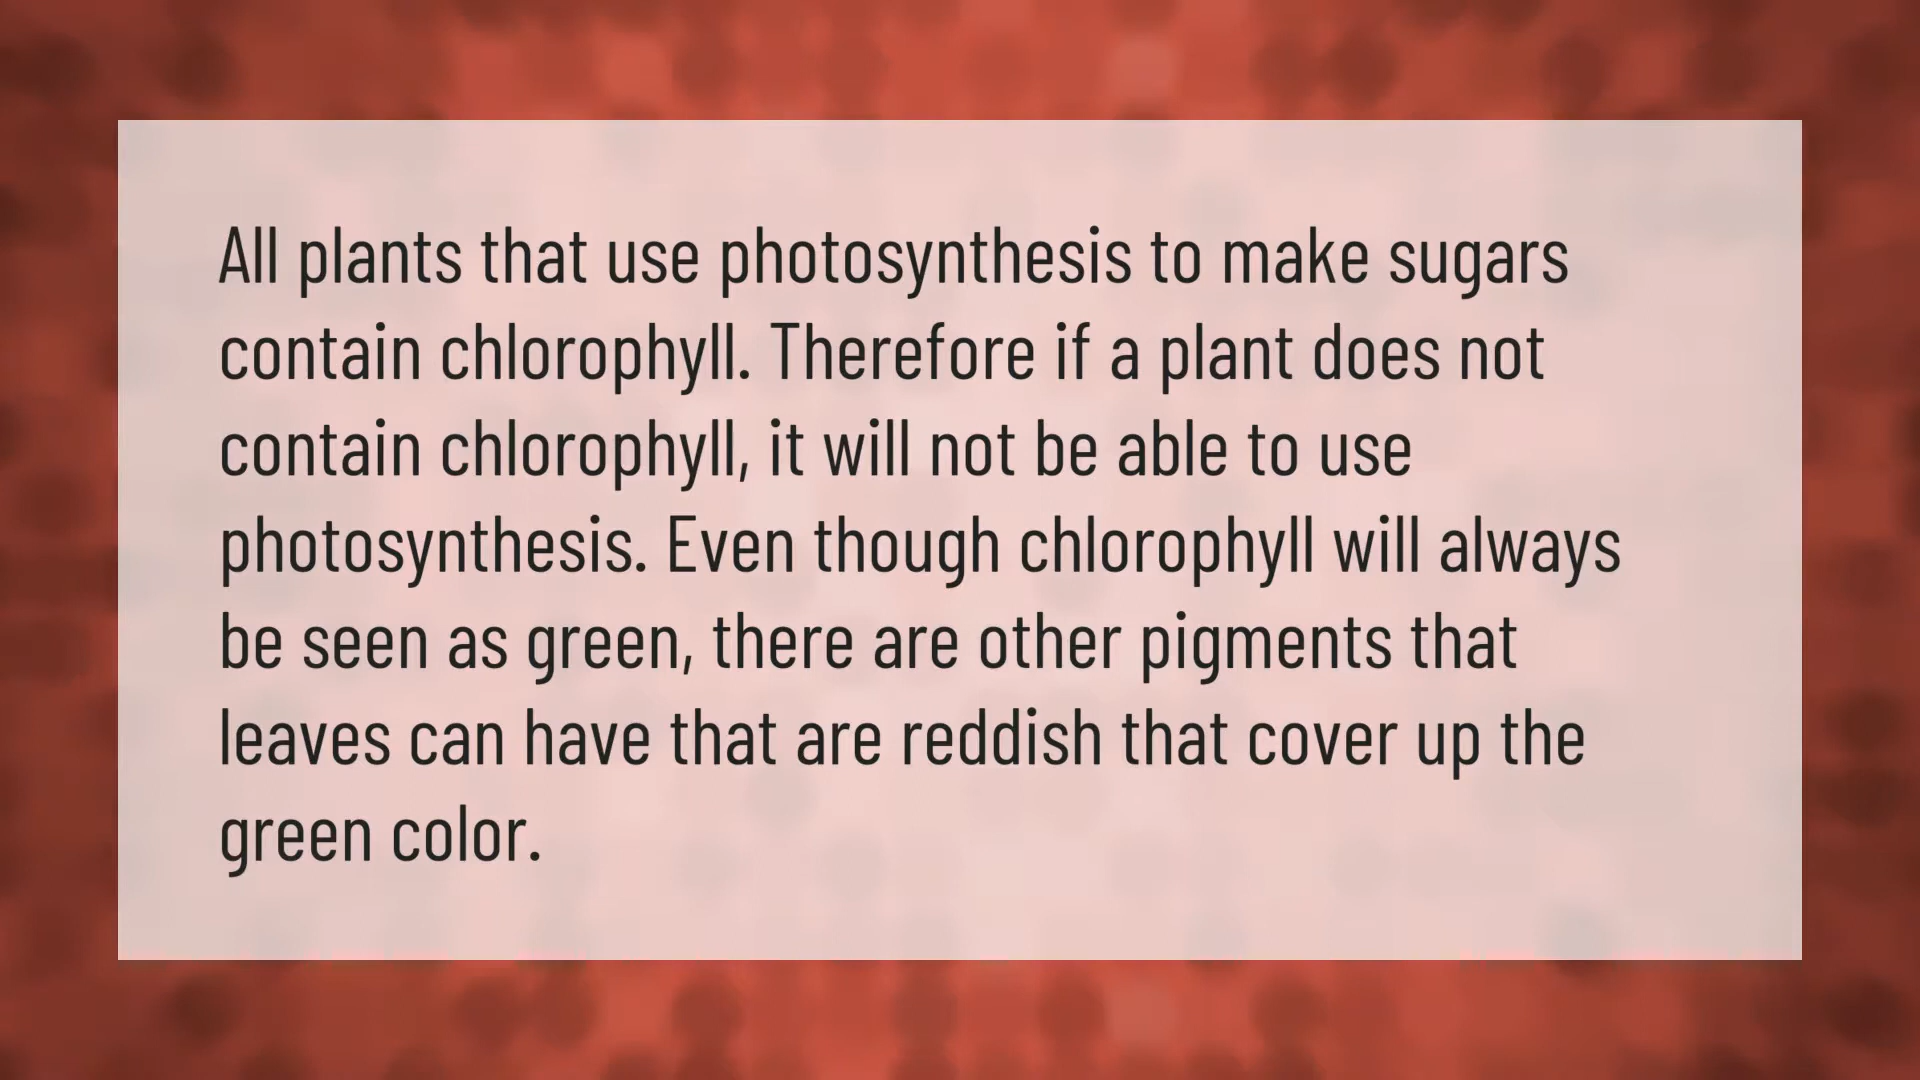 All plants that use photosynthesis to make sugars
contain chlorophyll. Therefore if a plant does not
contain chlorophyll, it will not be able to use
photosynthesis. Even though chlorophyll will always
be seen as green, there are other pigments that
leaves can have that are reddish that cover up the
green color.